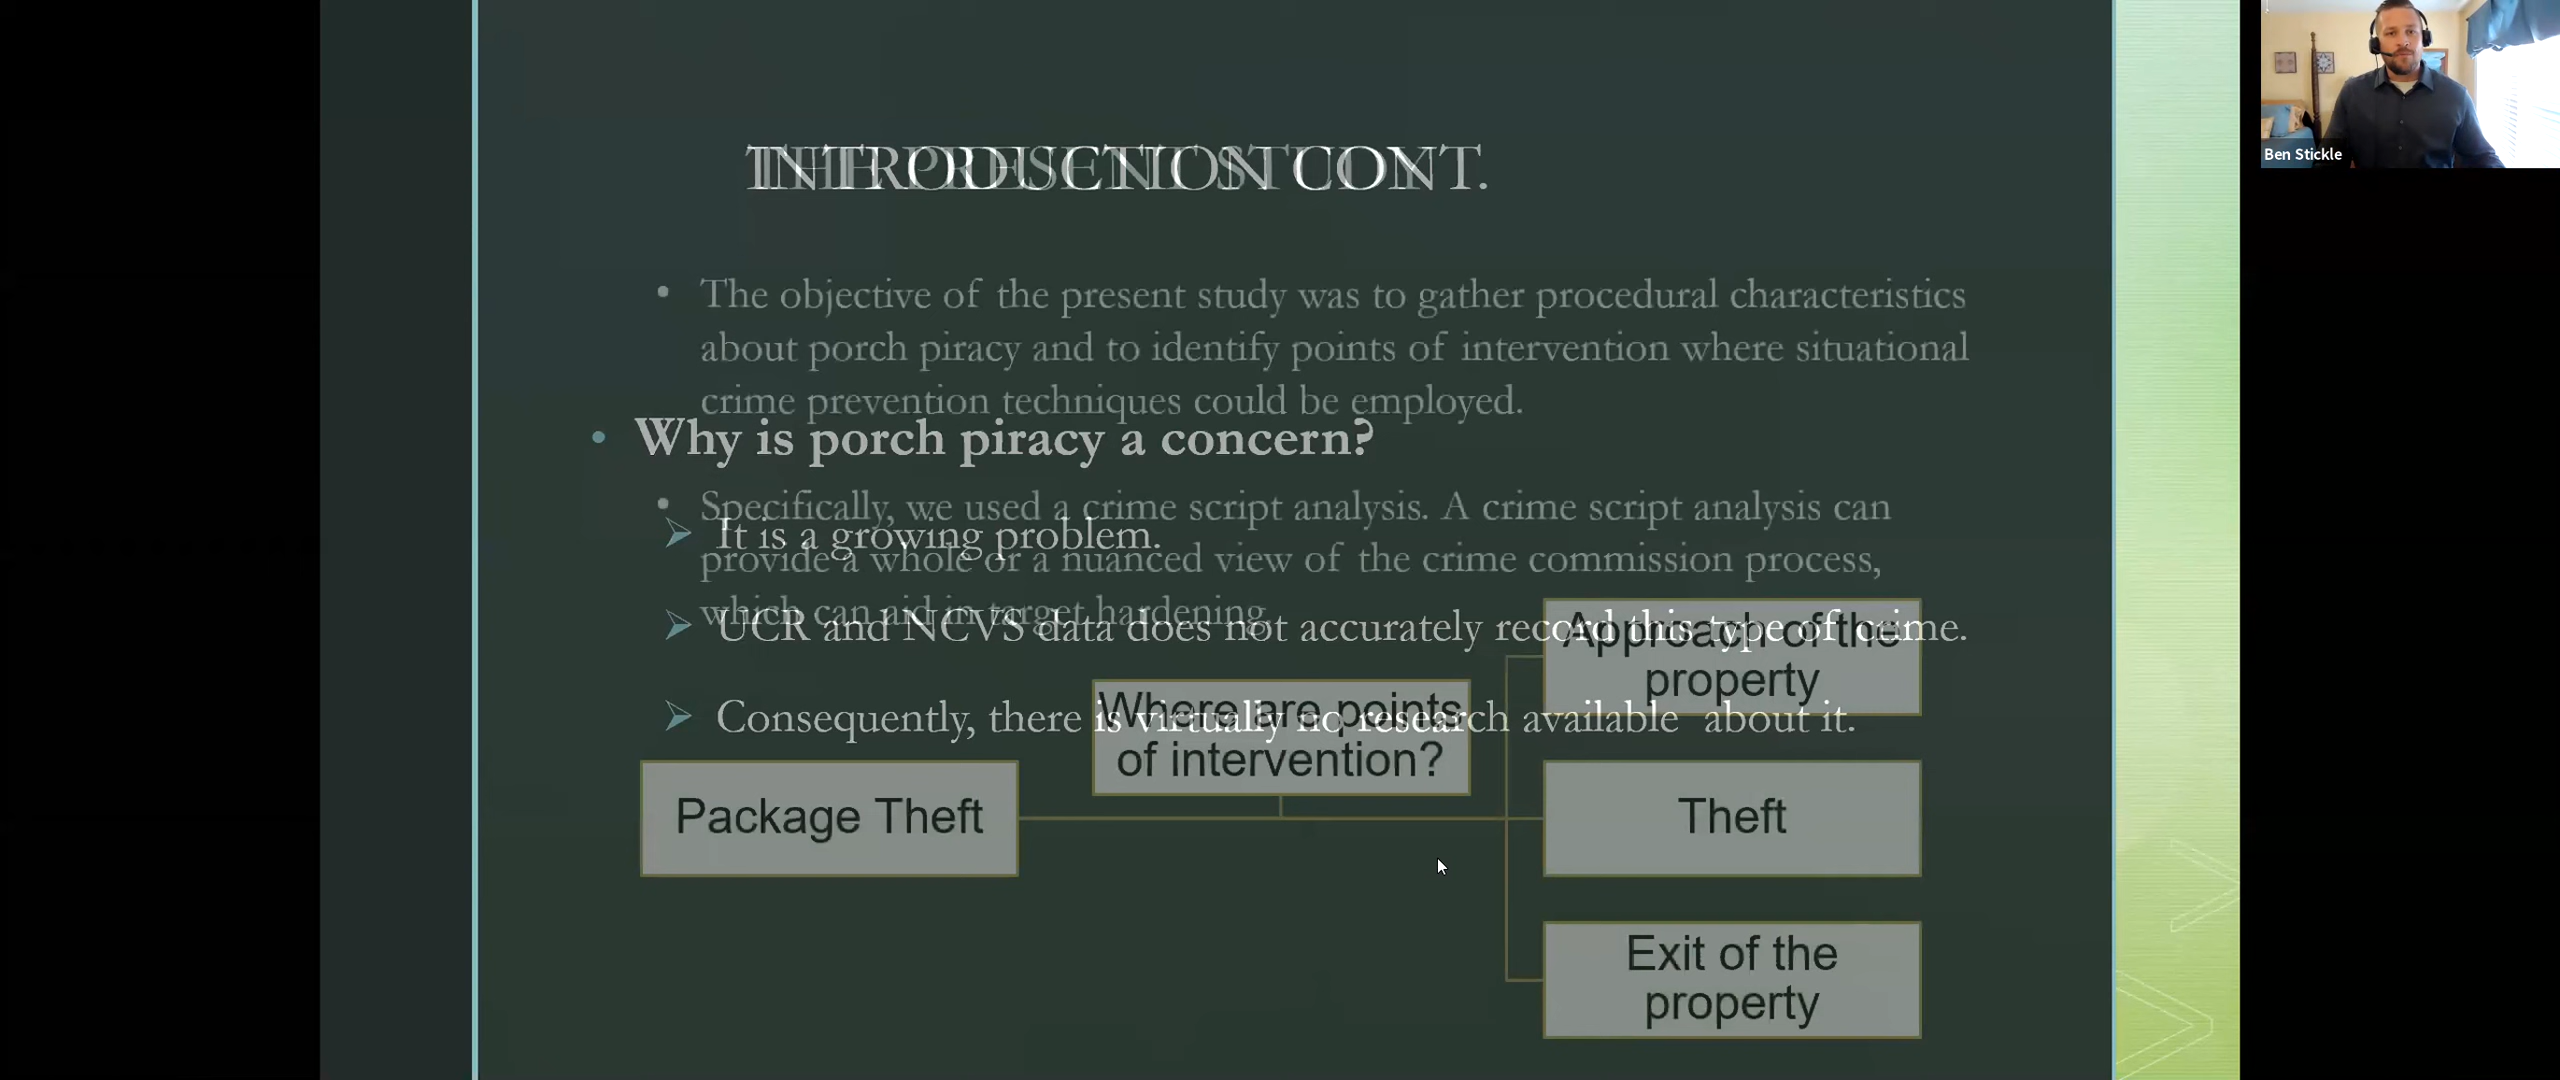 INTRODUCTION CONT.
THE PRESENT STUDY
• The objective of the present study was to gather procedural characteristics
about porch piracy and to identify points of intervention where situational
crime prevention techniques could be employed.
• Why is porch piracy a concern?
• Specifically, we used a crime script analysis. A crime script analysis can
provide a whole or a nuanced view of the crime commission process,
which can aid in target hardening.
➢ It is a growing problem.
➢ UCR and NCVS data does not accurately record this type of crime.
➢ Consequently, there is virtually no research available about it.
Package Theft
Where are points
of intervention?
Approach of the
property
Theft
Exit of the
property
Ben Stickle